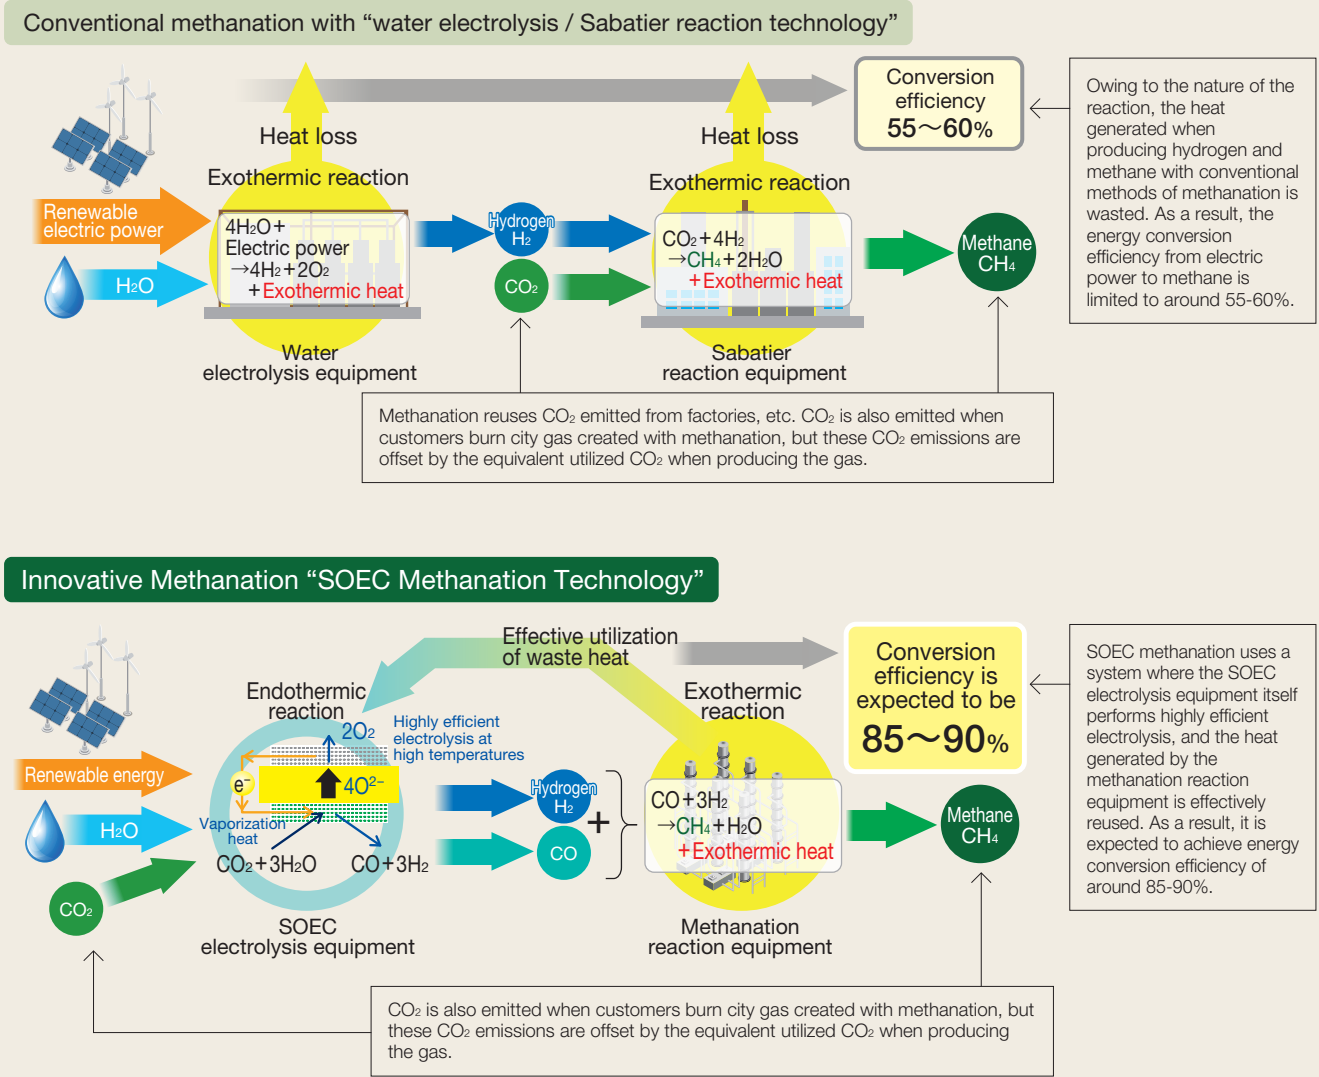 Conventional methanation with “water electrolysis / Sabatier reaction technology”
Conversion
efficiency
55～60%
Owing to the nature of the
reaction, the heat
generated when
producing hydrogen and
methane with conventional
methods of methanation is
wasted. As a result, the
energy conversion
efficiency from electric
power to methane is
limited to around 55-60%.
Heat loss
Exothermic reaction
Heat loss
Exothermic reaction
Renewable
electric power
H₂O
4H₂O+
Electric power
→4H₂+2O₂
+Exothermic heat
Water
electrolysis equipment
Hydrogen
H₂
CO₂
CO₂+4H₂
→CH₄+2H₂O
+Exothermic heat
Sabatier
reaction equipment
Methane
CH₄
Methanation reuses CO₂ emitted from factories, etc. CO₂ is also emitted when
customers burn city gas created with methanation, but these CO₂ emissions are
offset by the equivalent utilized CO₂ when producing the gas.
Innovative Methanation “SOEC Methanation Technology”
Effective utilization
of waste heat
Conversion
efficiency is
expected to be
85～90%
SOEC methanation uses a
system where the SOEC
electrolysis equipment itself
performs highly efficient
electrolysis, and the heat
generated by the
methanation reaction
equipment is effectively
reused. As a result, it is
expected to achieve energy
conversion efficiency of
around 85-90%.
Endothermic
reaction
2O₂
Highly efficient
electrolysis at
high temperatures
e⁻
4O²⁻
Vaporization
heat
CO₂+3H₂O
CO+3H₂
SOEC
electrolysis equipment
Renewable energy
H₂O
CO₂
Hydrogen
H₂
+
CO
Exothermic
reaction
CO+3H₂
→CH₄+H₂O
+Exothermic heat
Methanation
reaction equipment
Methane
CH₄
CO₂ is also emitted when customers burn city gas created with methanation, but
these CO₂ emissions are offset by the equivalent utilized CO₂ when producing
the gas.